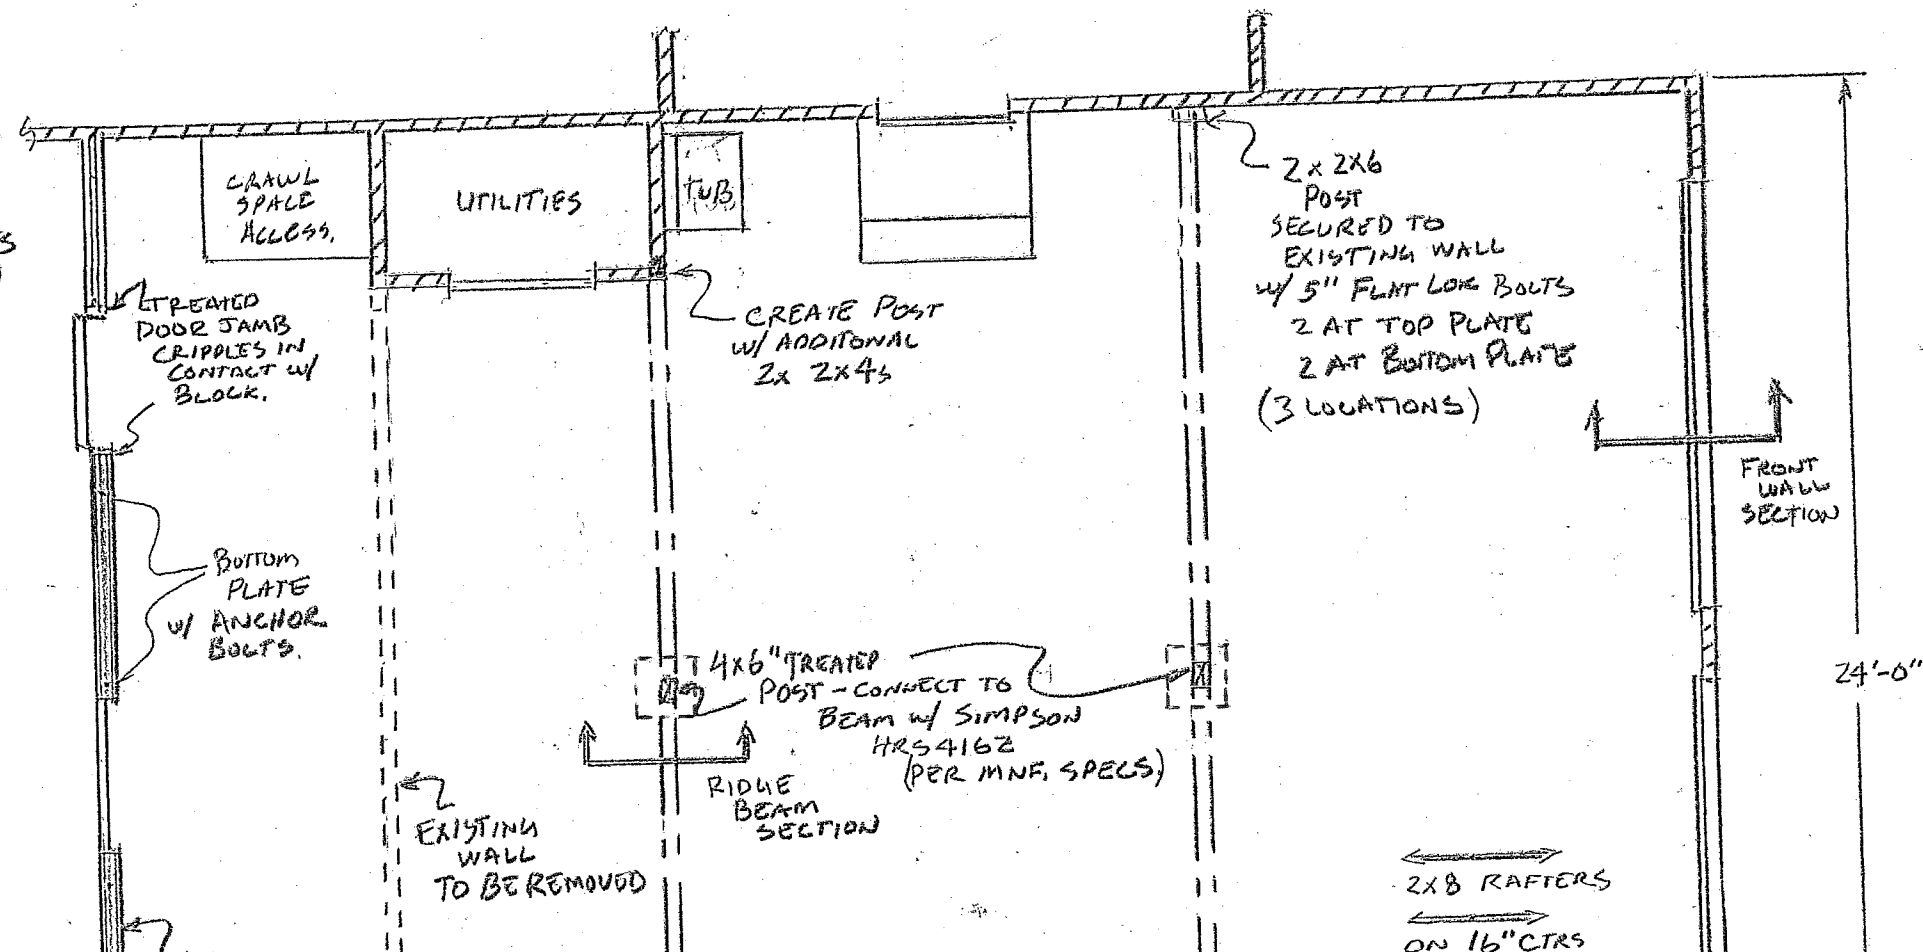 CRAWL
SPACE
ACCESS.
UTILITIES
TUB
2x 2x6
POST
SECURED TO
EXISTING WALL
w/ 5" FLAT LOK BOLTS
2 AT TOP PLATE
2 AT BOTTOM PLATE
(3 LOCATIONS)
TREATED
DOOR JAMB
CRIPPLES IN
CONTACT w/
BLOCK.
CREATE POST
w/ ADDITONAL
2x 2x4s
FRONT
WALL
SECTION
BOTTOM
PLATE
w/ ANCHOR
BOLTS.
4x6" TREATED
POST - CONNECT TO
BEAM w/ SIMPSON
HRS416Z
(PER MNF. SPECS.)
24'-0"
RIDGE
BEAM
SECTION
EXISTING
WALL
TO BE REMOVED
2x8 RAFTERS
ON 16" CTRS